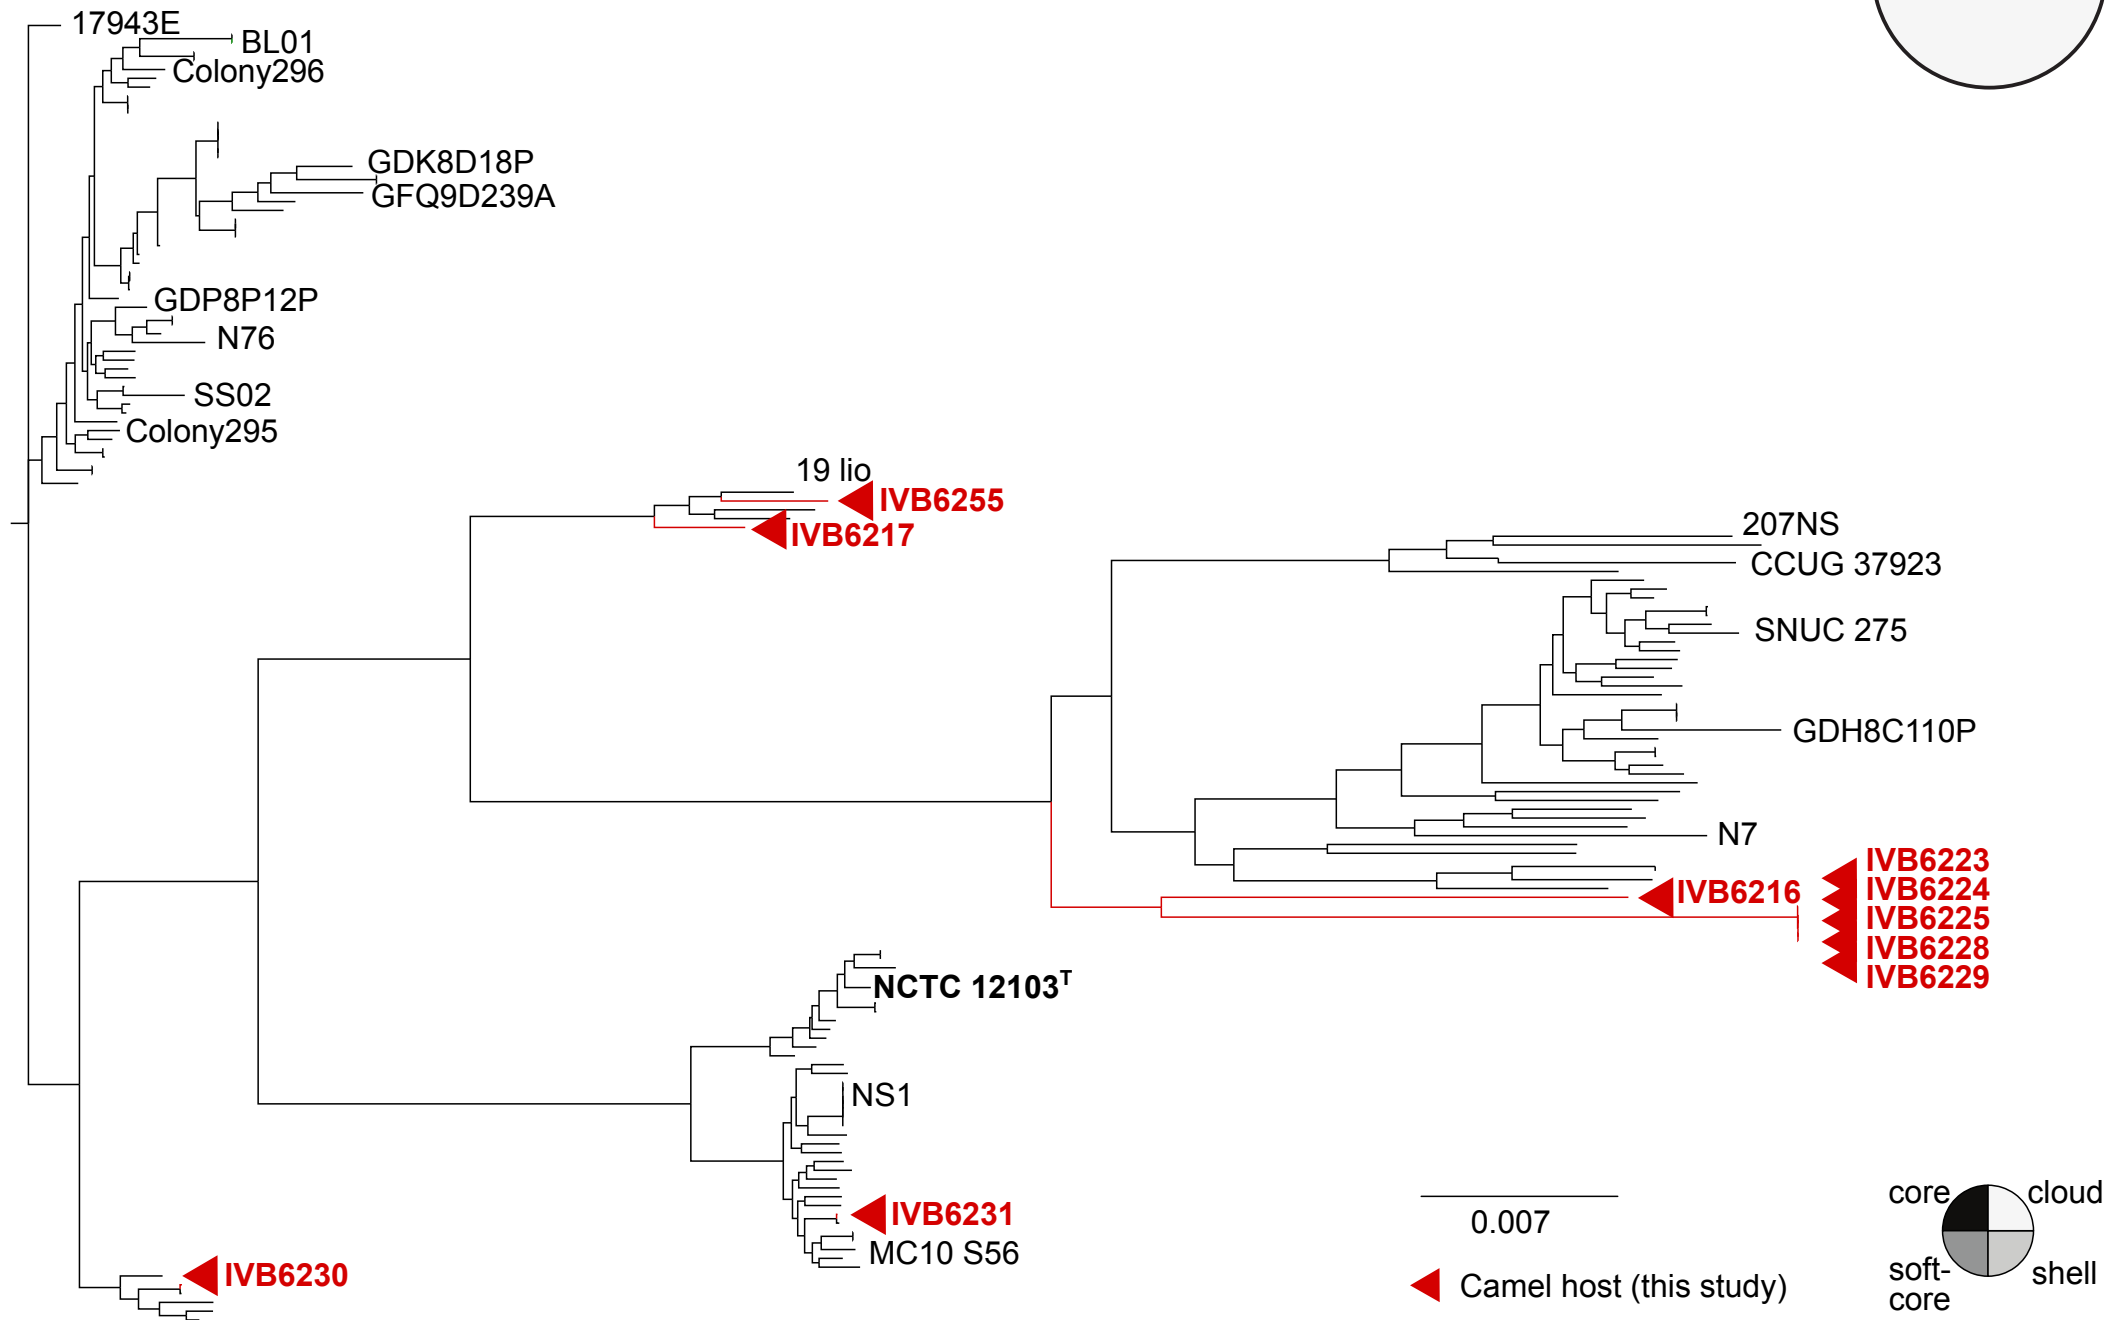 17943E
BL01
Colony296
GDK8D18P
GFQ9D239A
GDP8P12P
N76
SS02
Colony295
19 lio
IVB6255
IVB6217
207NS
CCUG 37923
SNUC 275
GDH8C110P
N7
IVB6223
IVB6216
IVB6224
IVB6225
IVB6228
IVB6229
NCTC 12103ᵀ
NS1
IVB6231
MC10 S56
IVB6230
0.007
Camel host (this study)
core
cloud
soft-
core
shell